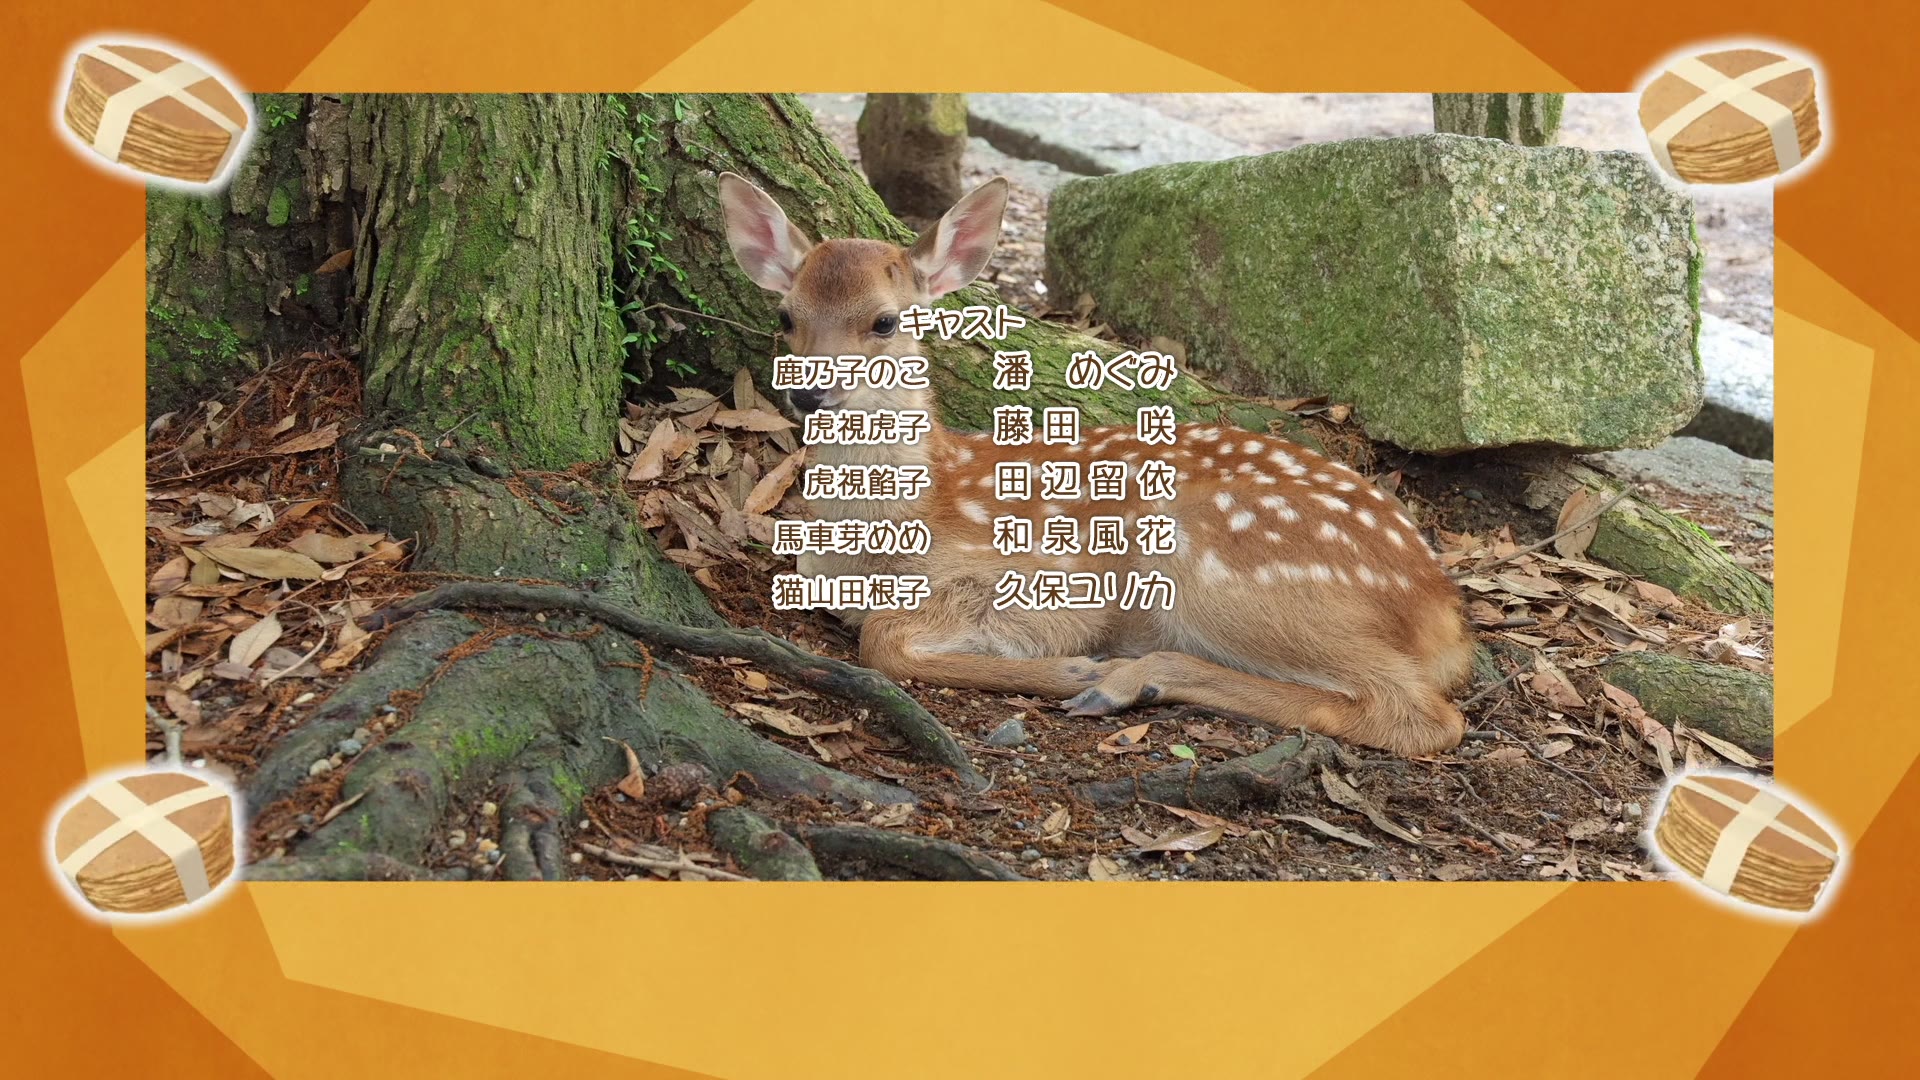 キャスト
鹿乃子のこ 潘 めぐみ
虎視虎子 藤田 咲
虎視餡子 田辺留依
馬車芽めめ 和泉風花
猫山田根子 久保ユリカ